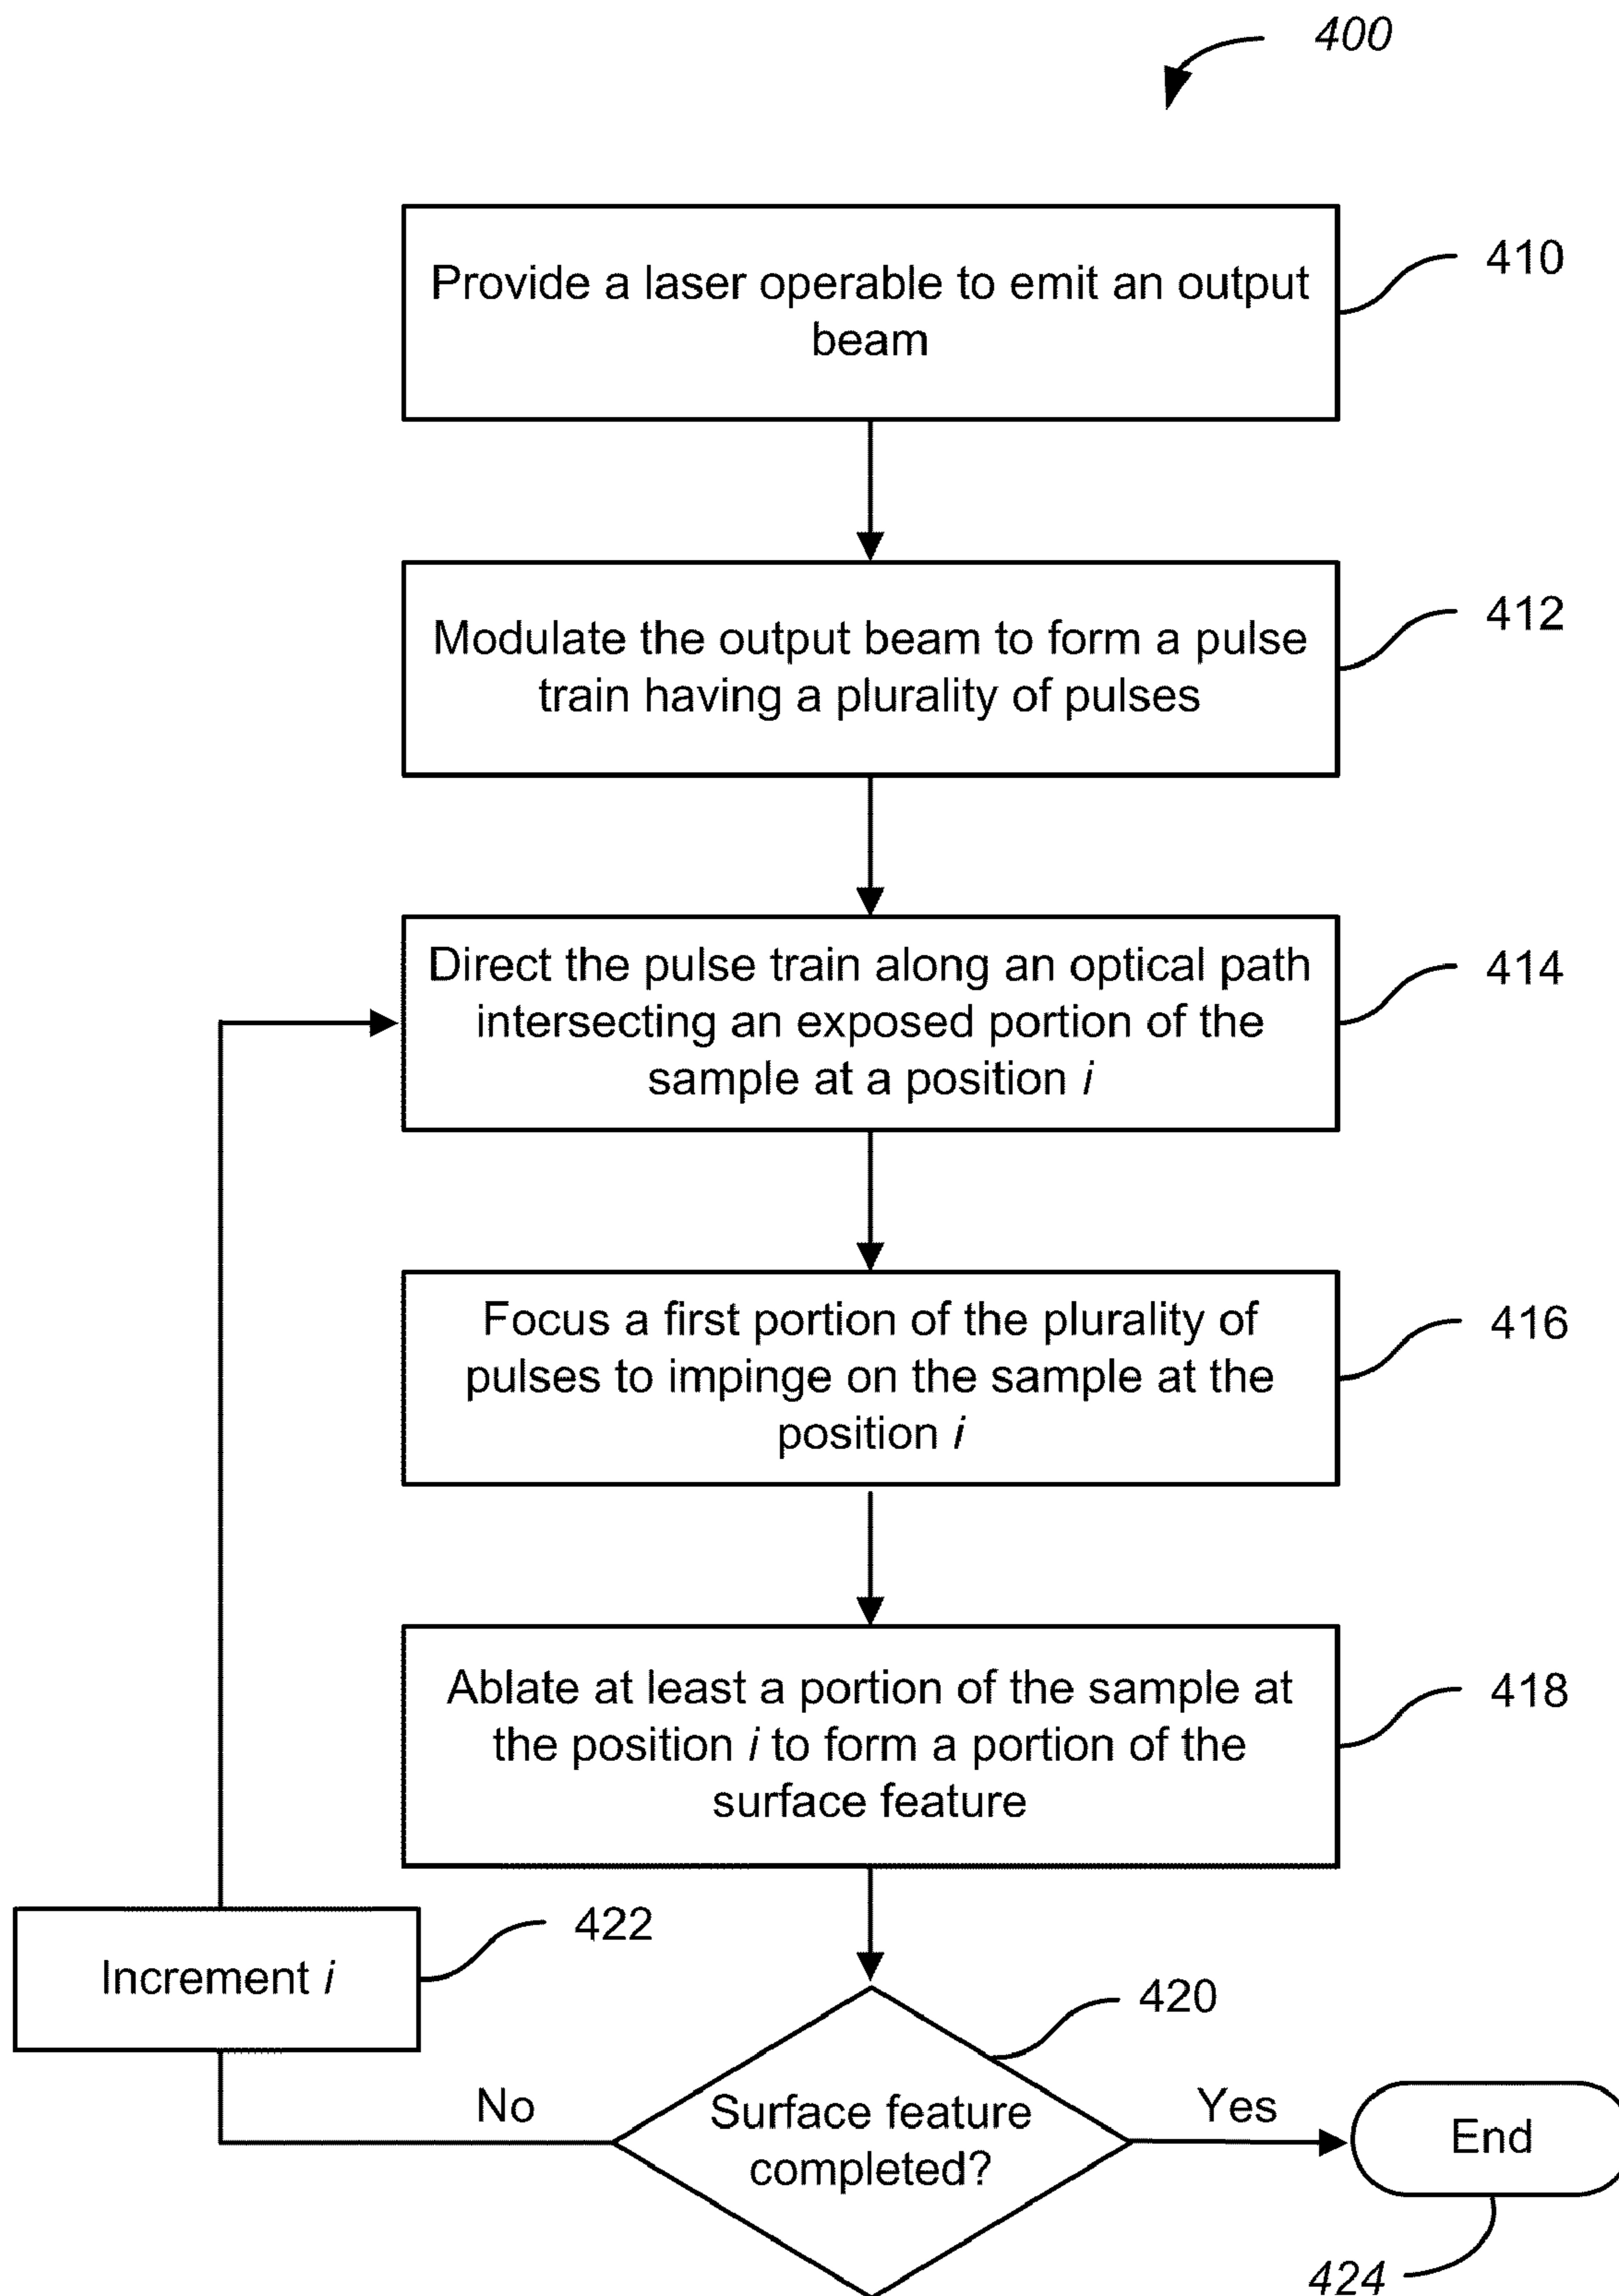 400
Provide a laser operable to emit an output
beam
410
Modulate the output beam to form a pulse
train having a plurality of pulses
412
Direct the pulse train along an optical path
intersecting an exposed portion of the
sample at a position i
414
Focus a first portion of the plurality of
pulses to impinge on the sample at the
position i
416
Ablate at least a portion of the sample at
the position i to form a portion of the
surface feature
418
Increment i
422
420
No
Surface feature
completed?
Yes
End
424